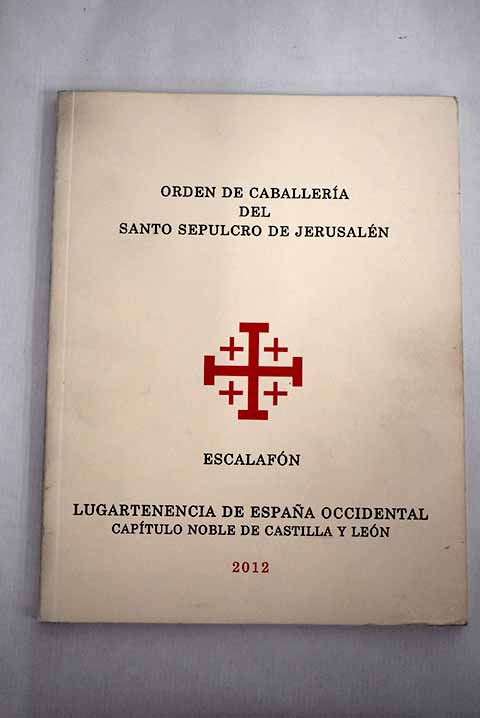 ORDEN DE CABALLERÍA
DEL
SANTO SEPULCRO DE JERUSALÉN
ESCALAFÓN
LUGARTENENCIA DE ESPAÑA OCCIDENTAL
CAPÍTULO NOBLE DE CASTILLA Y LEÓN
2012